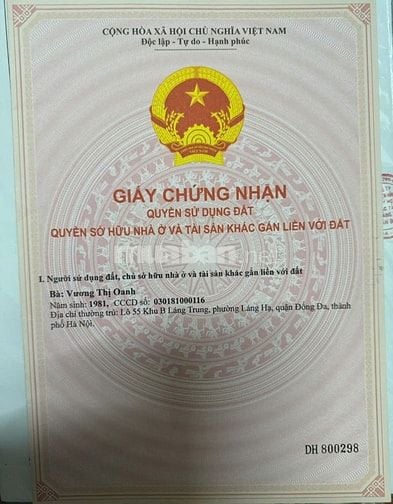 CỘNG HÒA XÃ HỘI CHỦ NGHĨA VIỆT NAM
Độc lập - Tự do - Hạnh phúc
GIẤY CHỨNG NHẬN
QUYỀN SỬ DỤNG ĐẤT
QUYỀN SỞ HỮU NHÀ Ở VÀ TÀI SẢN KHÁC GẮN LIỀN VỚI ĐẤT
I. Người sử dụng đất, chủ sở hữu nhà ở và tài sản khác gắn liền với đất
Bà: Vương Thị Oanh
Năm sinh: 1981, CCCD số: 030181000116
Địa chỉ thường trú: Lô 55 Khu B Láng Trung, phường Láng Hạ, quận Đống Đa, thành
phố Hà Nội.
DH 800298